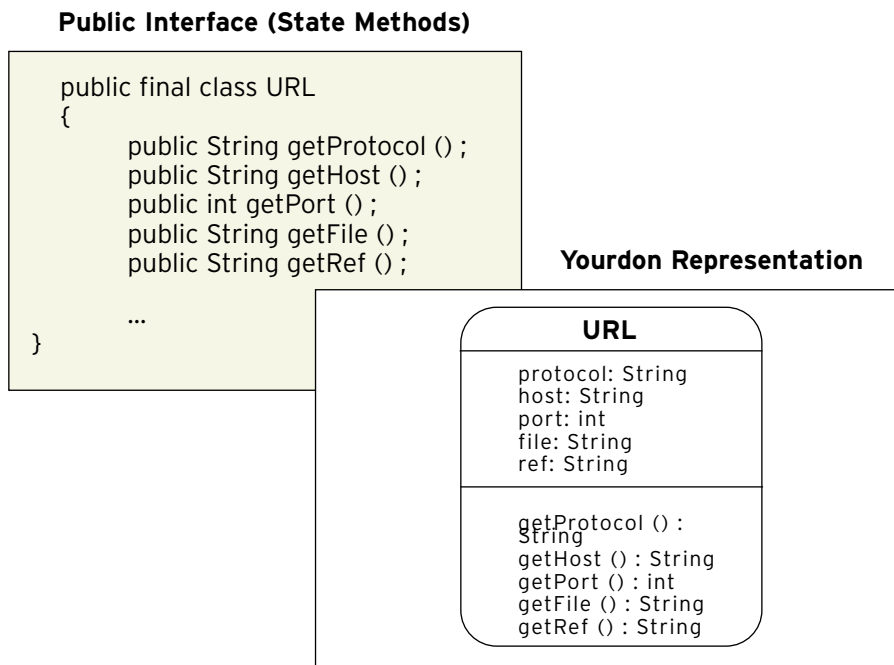 Public Interface (State Methods)
public final class URL
{
public String getProtocol () ;
public String getHost () ;
public int getPort () ;
public String getFile () ;
public String getRef () ;
...
}
Yourdon Representation
URL
protocol: String
host: String
port: int
file: String
ref: String
getProtocol () :
String
getHost () : String
getPort () : int
getFile () : String
getRef () : String